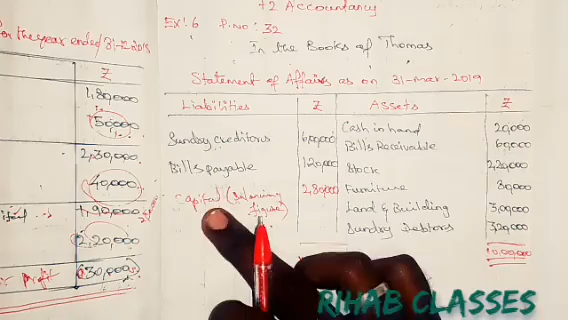 +2 Accountancy
Ex: 6 P.No: 32
In the Books of Thomas
Statement of Affairs as on 31-mar-2019
Liabilities ₹ Assets ₹
Sundry creditors 6,00,000 Cash in hand 20,000
Bills payable 1,20,000 Bills Receivable 60,000
Capital (Balancing figure) 2,80,000 Stock 2,20,000
Furniture 80,000
Land & Building 3,00,000
Sundry Debtors 3,20,000
10,00,000
for the year ended 31-
₹
1,80,000
50,000
2,30,000
40,000
1,90,000
2,20,000
30,000
RIHAB CLASSES